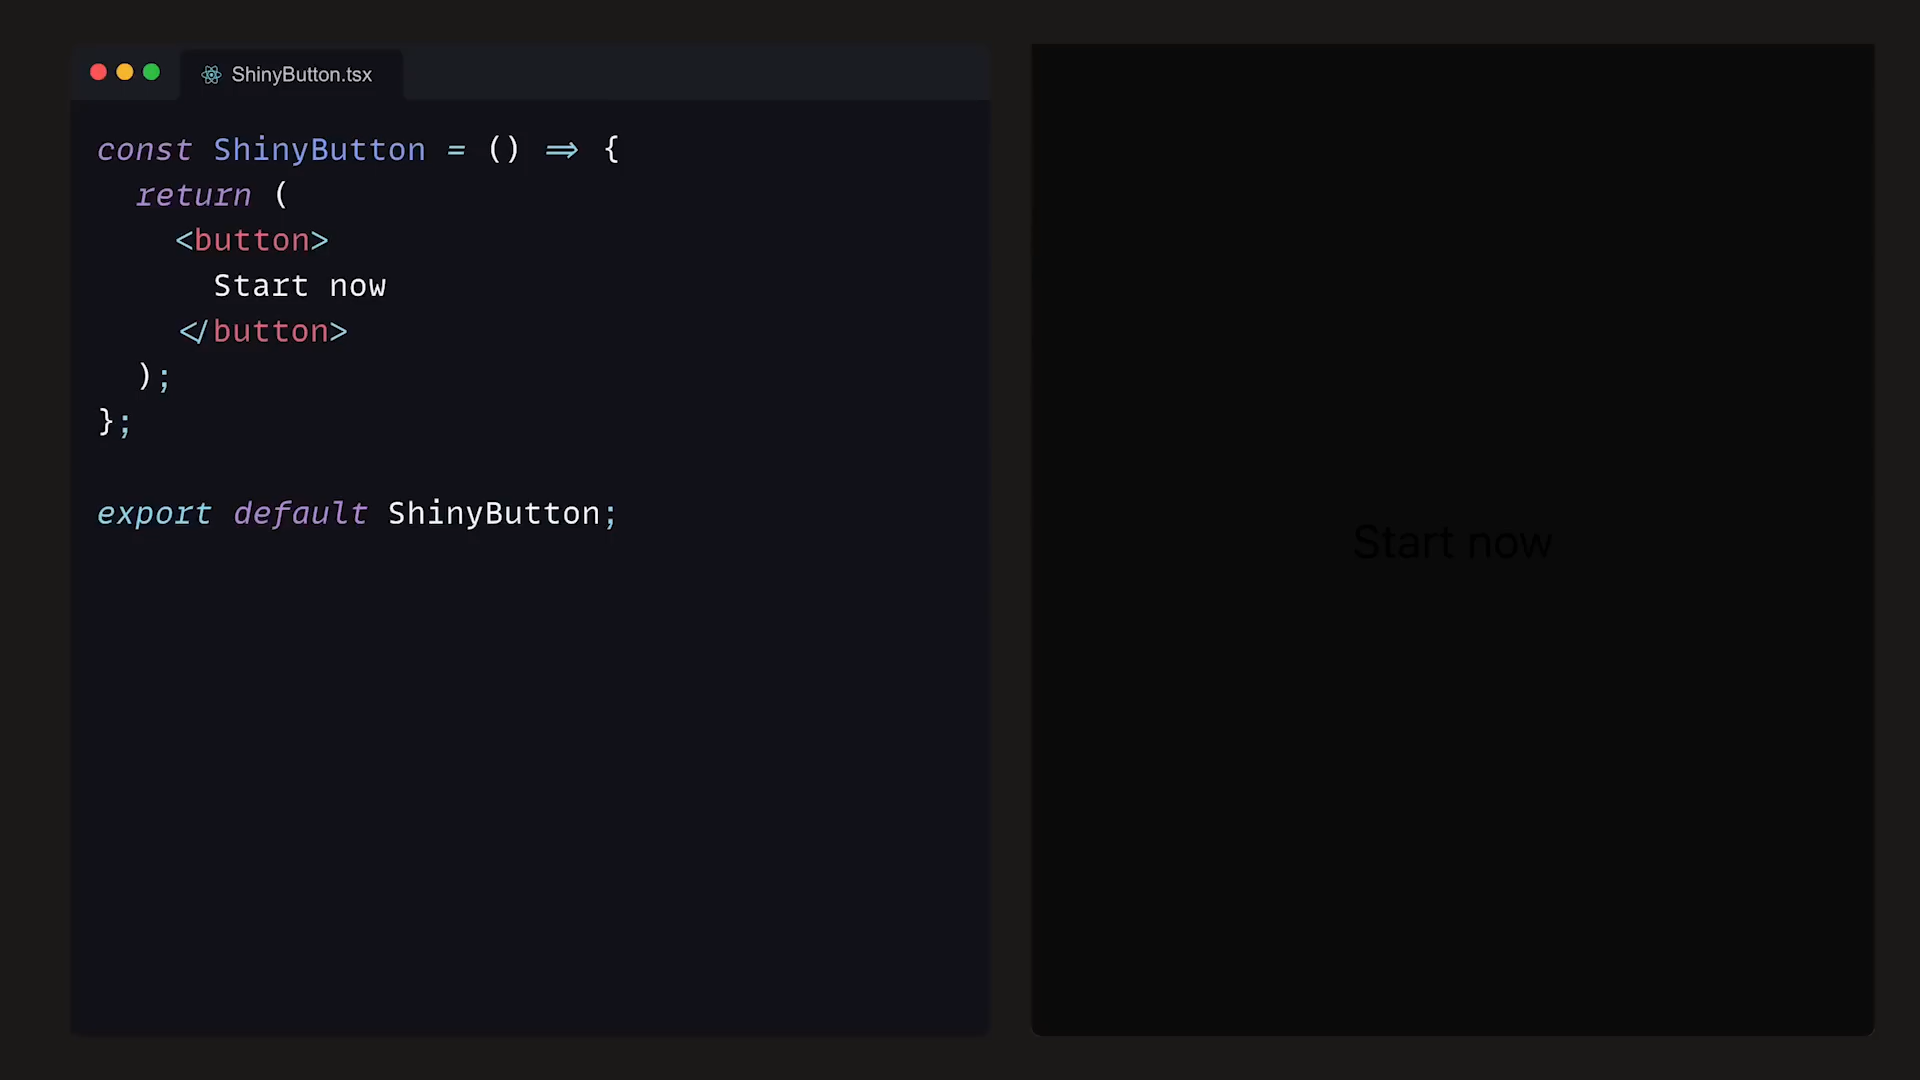 ShinyButton.tsx
const ShinyButton = () => {
  return (
    <button>
      Start now
    </button>
  );
};

export default ShinyButton;
Start now